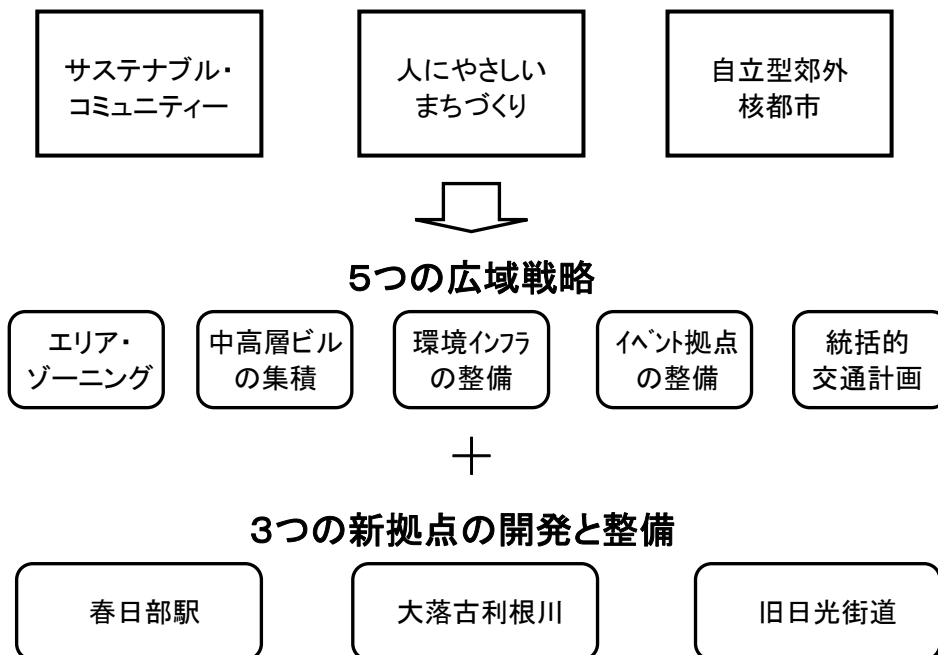 サステナブル・
コミュニティー
人にやさしい
まちづくり
自立型郊外
核都市
５つの広域戦略
エリア・
ゾーニング
中高層ビル
の集積
環境ｲﾝﾌﾗ
の整備
ｲﾍﾞﾝﾄ拠点
の整備
統括的
交通計画
＋
３つの新拠点の開発と整備
春日部駅
大落古利根川
旧日光街道